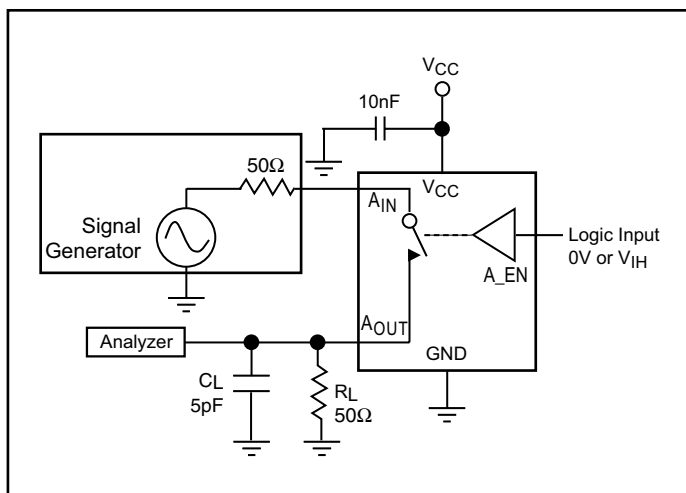 VCC
10nF
50Ω
VCC
AIN
Signal
Generator
Logic Input
0V or VIH
A_EN
AOUT
Analyzer
GND
CL
5pF
RL
50Ω